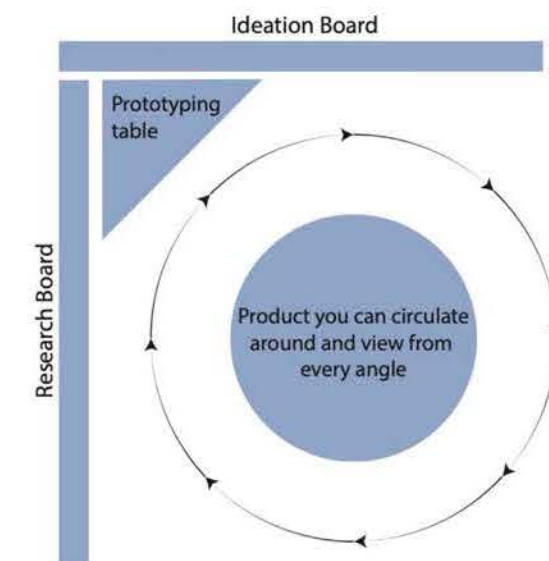 Ideation Board
Prototyping
table
Research Board
Product you can circulate
around and view from
every angle